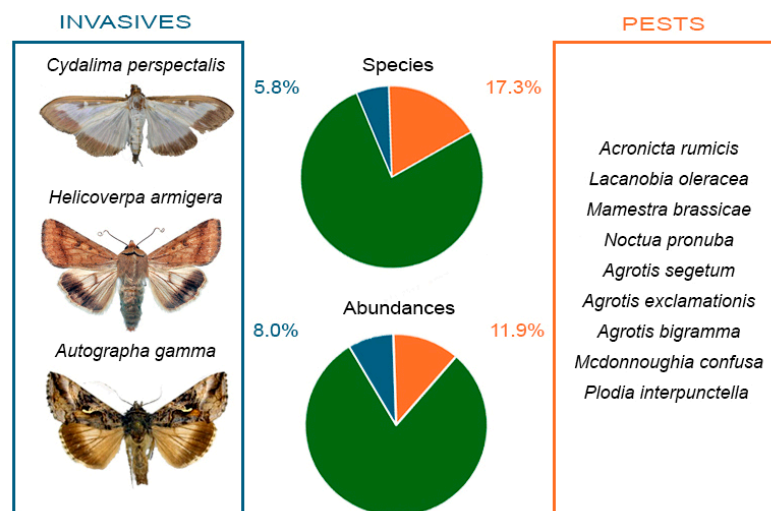 INVASIVES
PESTS
Cydalima perspectalis
Helicoverpa armigera
Autographa gamma
Species
5.8%
17.3%
Abundances
8.0%
11.9%
Acronicta rumicis
Lacanobia oleracea
Mamestra brassicae
Noctua pronuba
Agrotis segetum
Agrotis exclamationis
Agrotis bigramma
Mcdonnoughia confusa
Plodia interpunctella